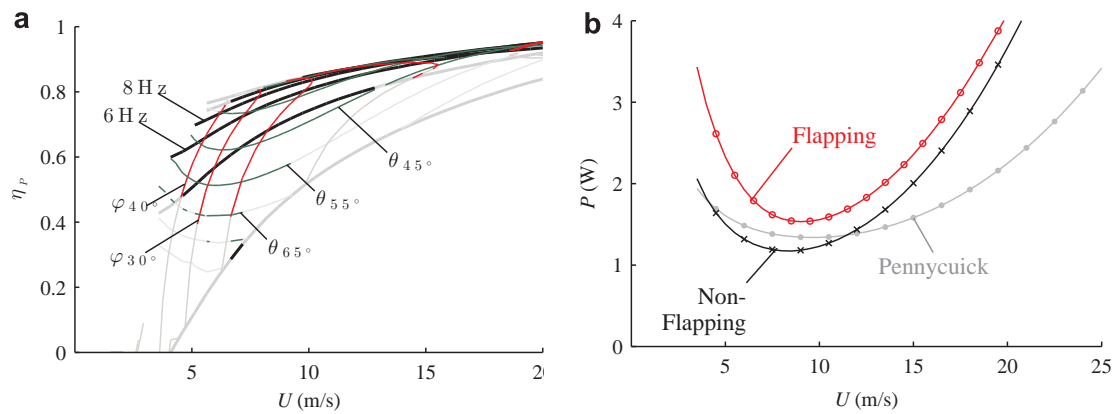 a
b
1
0.8
0.6
0.4
0.2
0
η_P
8 Hz
6 Hz
φ40°
φ30°
θ45°
θ55°
θ65°
5
10
15
20
U (m/s)
4
3
2
1
0
P (W)
Flapping
Pennycuick
Non-
Flapping
5
10
15
20
25
U (m/s)